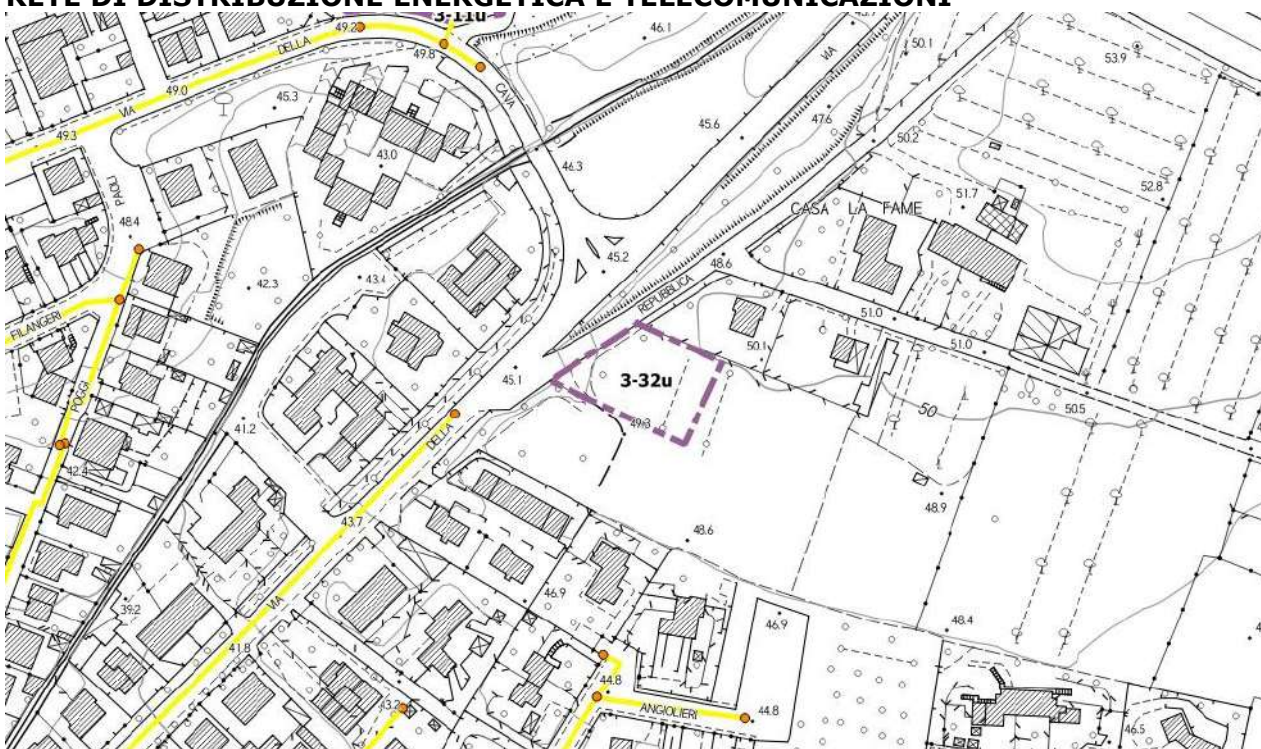 RETE DI DISTRIBUZIONE ENERGETICA E TELECOMUNICAZIONI
3-11u
49.2
46.1
50.1
53.9
DELLA
49.8
VIA
49.0
45.3
CAVA
47.6
45.6
VIA
50.2
49.3
43.0
46.3
52.8
PAOLI
48.4
CASA LA FAME
51.7
45.2
48.6
43.4
42.3
REPUBBLICA
FILANGERI
51.0
51.0
50.1
45.1
3-32u
POGGI
50
50.5
41.2
DELLA
49.3
42.4
48.9
43.7
48.6
39.2
VIA
46.9
46.9
48.4
41.8
44.8
43.2
ANGIOLIERI
44.8
46.5